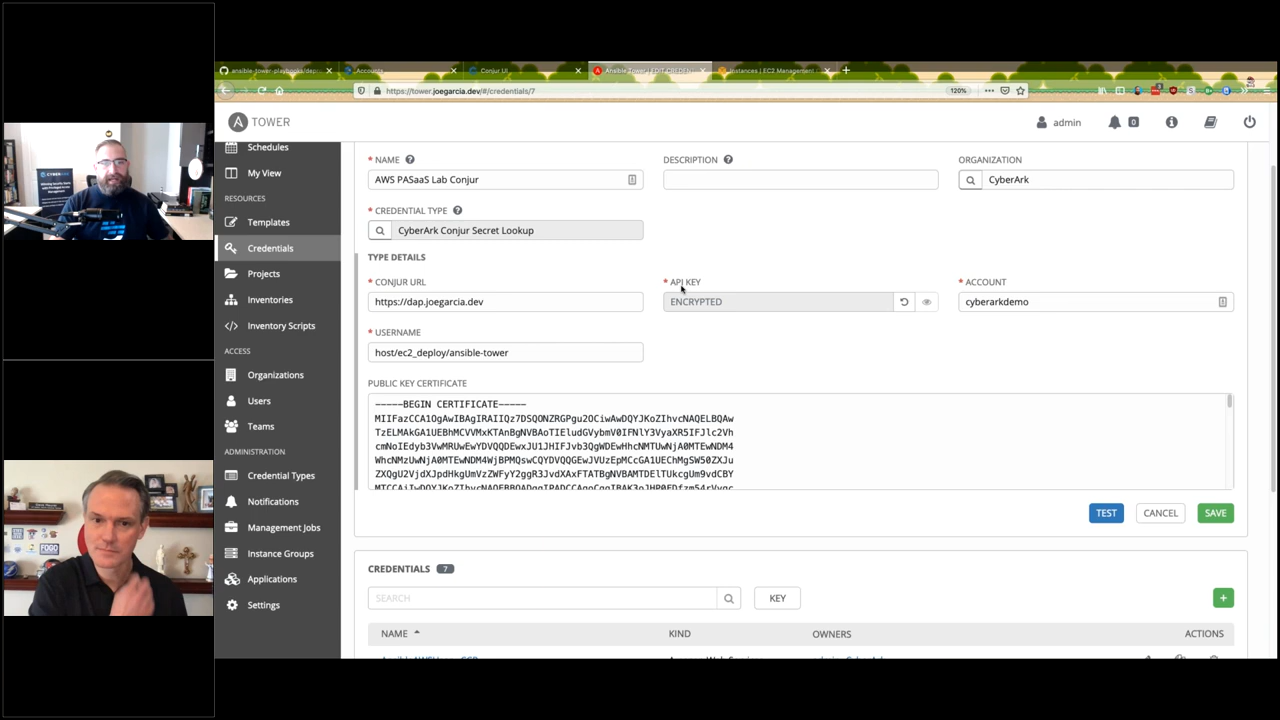 ansible-tower-playbooks/depr
Accounts
Conjur UI
Ansible Tower | EDIT CREDEN
Instances | EC2 Management
https://tower.joegarcia.dev/#/credentials/7
120%
TOWER
admin
0
Schedules
My View
RESOURCES
Templates
Credentials
Projects
Inventories
Inventory Scripts
ACCESS
Organizations
Users
Teams
ADMINISTRATION
Credential Types
Notifications
Management Jobs
Instance Groups
Applications
Settings
* NAME
DESCRIPTION
ORGANIZATION
AWS PASaaS Lab Conjur
CyberArk
* CREDENTIAL TYPE
CyberArk Conjur Secret Lookup
TYPE DETAILS
* CONJUR URL
* API KEY
* ACCOUNT
https://dap.joegarcia.dev
ENCRYPTED
cyberarkdemo
* USERNAME
host/ec2_deploy/ansible-tower
PUBLIC KEY CERTIFICATE
-----BEGIN CERTIFICATE-----
MIIFazCCA1OgAwIBAgIRAIIQz7DSQONZRGPgu2OCiwAwDQYJKoZIhvcNAQELBQAw
TzELMAkGA1UEBhMCVVMxKTAnBgNVBAoTIEludGVybmV0IFNlY3VyaXR5IFJlc2Vh
cmNoIEdyb3VwMRUwEwYDVQQDEwxJU1JHIFJvb3QgWDEwHhcNMTUwNjA0MTEwNDM4
WhcNMzUwNjA0MTEwNDM4WjBPMQswCQYDVQQGEwJVUzEpMCcGA1UEChMgSW50ZXJu
ZXQgU2VjdXJpdHkgUmVzZWFyY2ggR3JvdXAxFTATBgNVBAMTDElTUkcgUm9vdCBY
TEST
CANCEL
SAVE
CREDENTIALS 7
SEARCH
KEY
+
NAME
KIND
OWNERS
ACTIONS
CYBERARK
FOGO